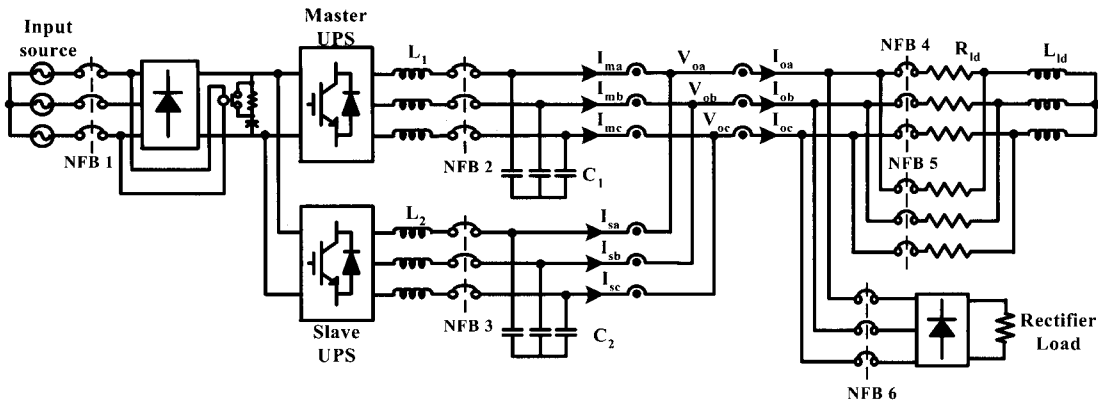 Input
source
NFB 1
Master
UPS
L1
NFB 2
C1
Ima
Imb
Imc
Voa
Vob
Voc
Ioa
Iob
Ioc
NFB 4
Rld
Lld
NFB 5
Slave
UPS
L2
NFB 3
C2
Isa
Isb
Isc
NFB 6
Rectifier
Load